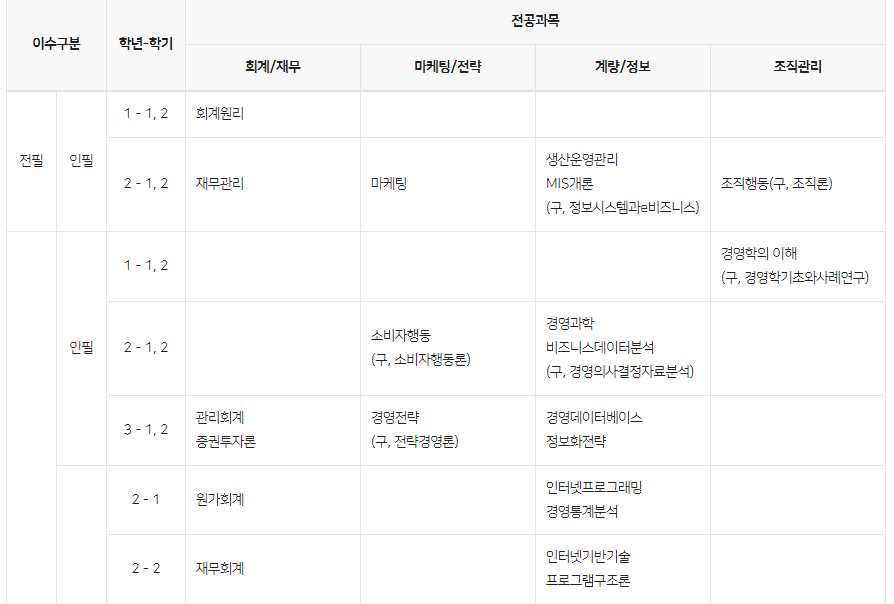 이수구분
학년-학기
전공과목
회계/재무
마케팅/전략
계량/정보
조직관리
전필
인필
1 - 1, 2
회계원리
2 - 1, 2
재무관리
마케팅
생산운영관리
MIS개론
(구, 정보시스템과e비즈니스)
조직행동(구, 조직론)
인필
1 - 1, 2
경영학의 이해
(구, 경영학기초와사례연구)
2 - 1, 2
소비자행동
(구, 소비자행동론)
경영과학
비즈니스데이터분석
(구, 경영의사결정자료분석)
3 - 1, 2
관리회계
증권투자론
경영전략
(구, 전략경영론)
경영데이터베이스
정보화전략
2 - 1
원가회계
인터넷프로그래밍
경영통계분석
2 - 2
재무회계
인터넷기반기술
프로그램구조론